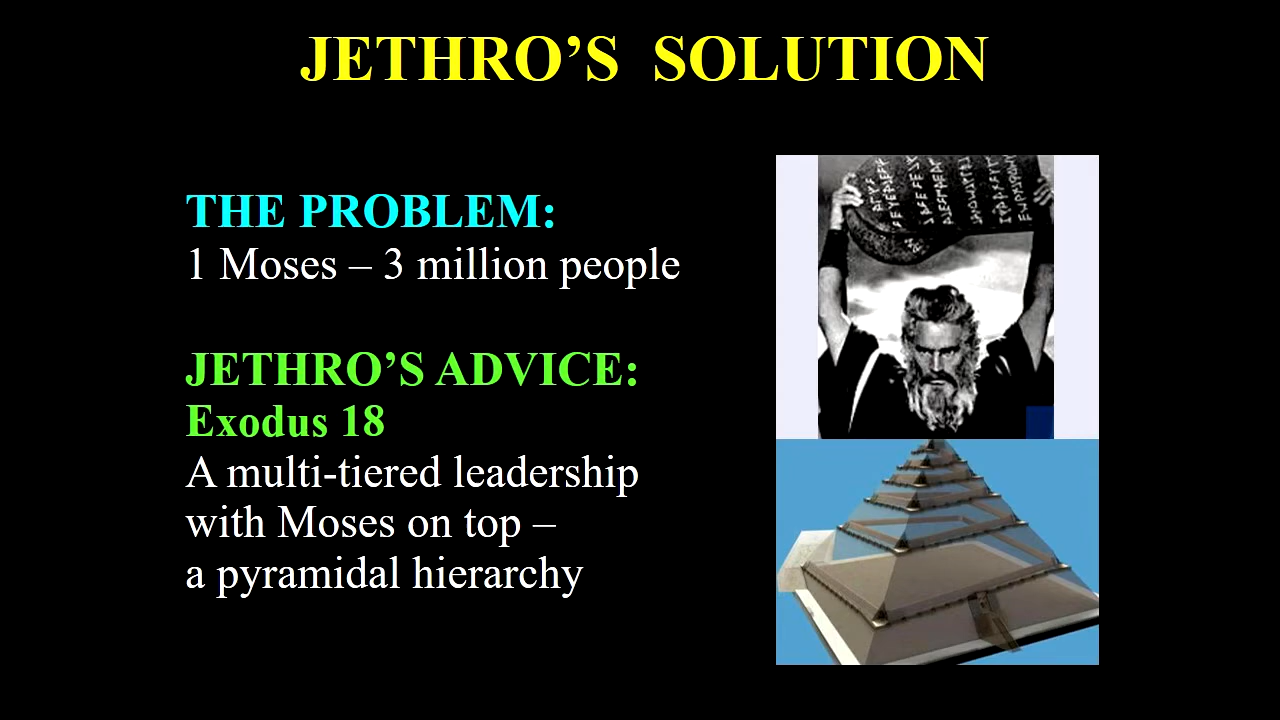 JETHRO’S SOLUTION
THE PROBLEM:
1 Moses – 3 million people
JETHRO’S ADVICE:
Exodus 18
A multi-tiered leadership
with Moses on top –
a pyramidal hierarchy